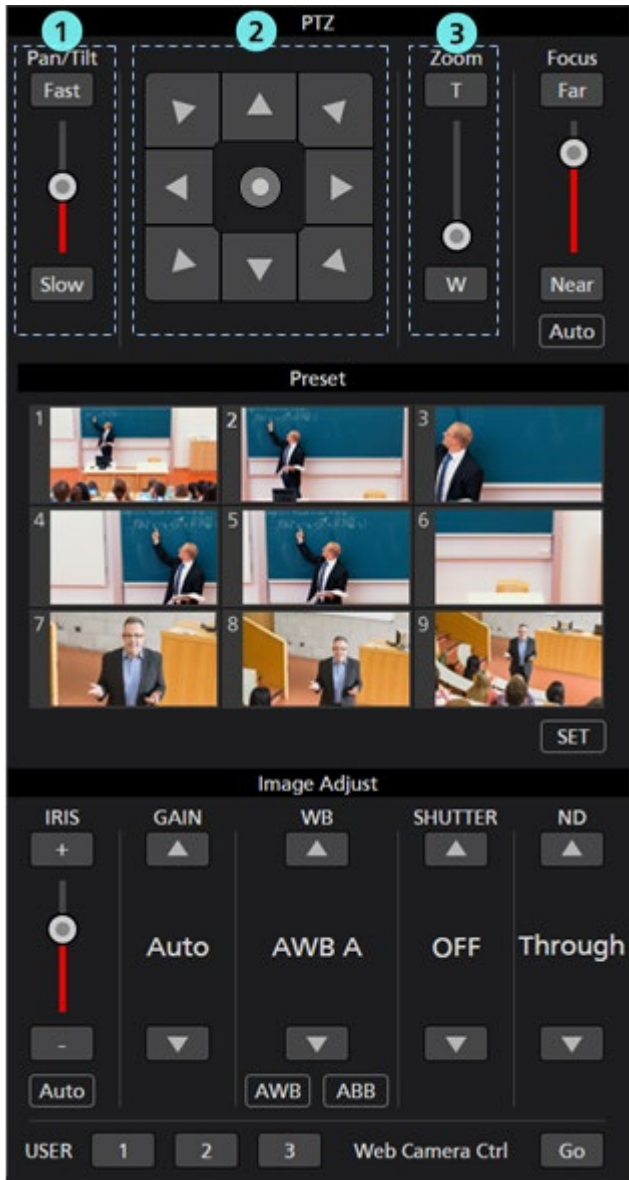 PTZ
1 2 3
Pan/Tilt Zoom Focus
Fast T Far
Slow W Near
Auto
Preset
1 2 3
4 5 6
7 8 9
SET
Image Adjust
IRIS GAIN WB SHUTTER ND
+
Auto AWB A OFF Through
-
Auto AWB ABB
USER 1 2 3 Web Camera Ctrl Go